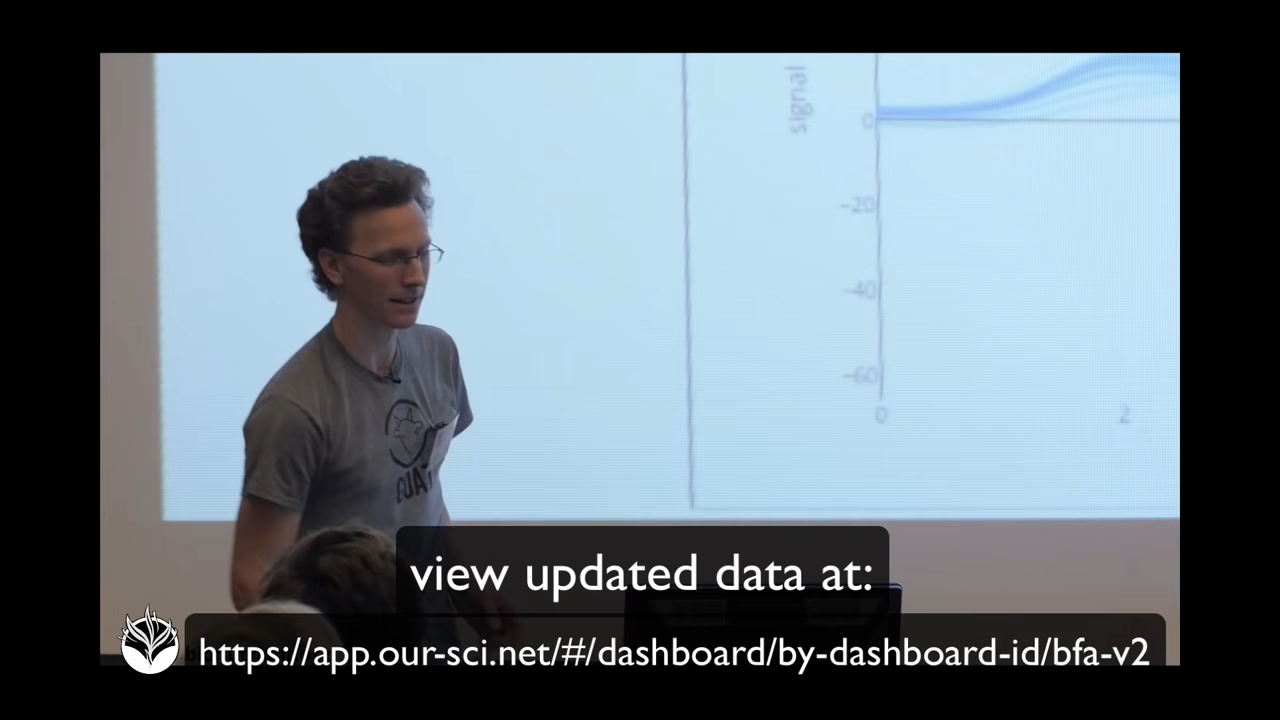 signal
0
-20
-40
-60
0
2
view updated data at:
https://app.our-sci.net/#/dashboard/by-dashboard-id/bfa-v2